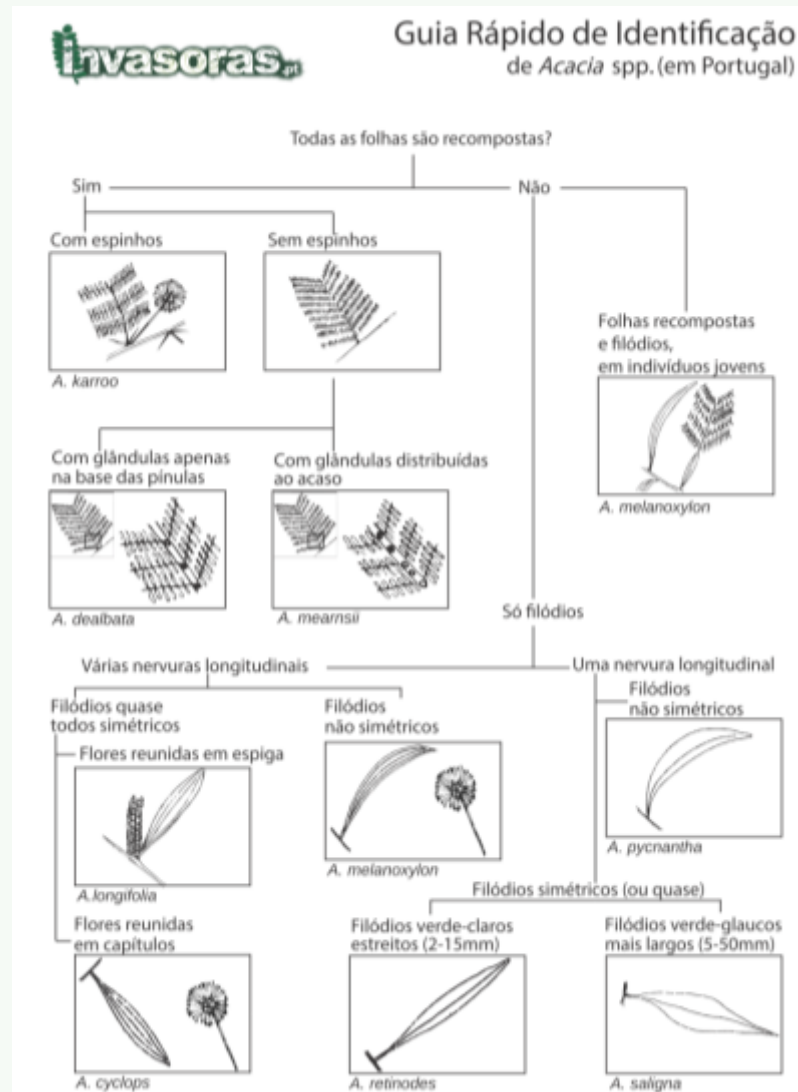 invasoras.pt
Guia Rápido de Identificação
de Acacia spp. (em Portugal)
Todas as folhas são recompostas?
Sim
Não
Com espinhos
Sem espinhos
A. karroo
Folhas recompostas
e filódios,
em indivíduos jovens
A. melanoxylon
Com glândulas apenas
na base das pínulas
Com glândulas distribuídas
ao acaso
A. dealbata
A. mearnsii
Só filódios
Várias nervuras longitudinais
Uma nervura longitudinal
Filódios quase
todos simétricos
Flores reunidas em espiga
A.longifolia
Flores reunidas
em capítulos
A. cyclops
Filódios
não simétricos
A. melanoxylon
Filódios
não simétricos
A. pycnantha
Filódios simétricos (ou quase)
Filódios verde-claros
estreitos (2-15mm)
A. retinodes
Filódios verde-glaucos
mais largos (5-50mm)
A. saligna